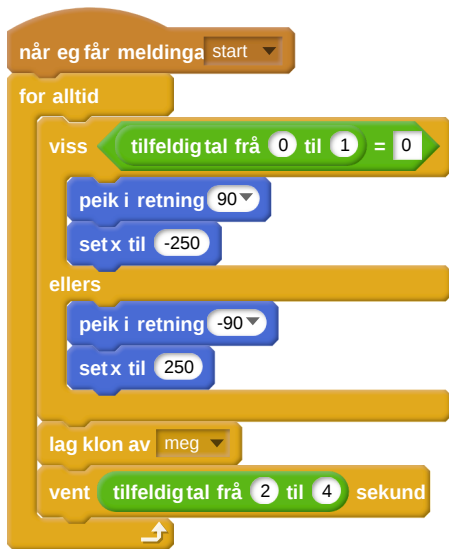 når eg får meldinga start
for alltid
viss tilfeldig tal frå 0 til 1 = 0
peik i retning 90
set x til -250
ellers
peik i retning -90
set x til 250
lag klon av meg
vent tilfeldig tal frå 2 til 4 sekund